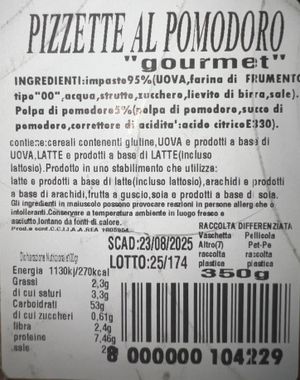 PIZZETTE AL POMODORO
"gourmet"
INGREDIENTI:impasto95%(UOVA,farina di FRUMENTO
tipo"00",acqua,strutto,zucchero,lievito di birra,sale).
Polpa di pomodoro5%(polpa di pomodoro,succo di
pomodoro,correttore di acidita':acido citricoE330).
contiene:cereali contenenti glutine,UOVA e prodotti a base di
UOVA,LATTE e prodotti a base di LATTE(incluso
lattosio).Prodotto in uno stabilimento che utilizza:
latte e prodotti a base di latte(incluso lattosio),arachidi e prodotti
a base di arachidi,frutta a guscio,soia e prodotti a base di soia.
Gli ingredienti in maiuscolo possono provocare reazioni in persone allergiche o
intolleranti.Conservare a temperatura ambiente in luogo fresco e
asciutto,lontano da fonti di calore.
Prod.e conf.C.C.I.A.A.REA
RACCOLTA DIFFERENZIATA
SCAD:23/08/2025
LOTTO:25/174
Vaschetta Pellicola
Altro(7) Pet-Pe
raccolta raccolta
plastica plastica
350g
Dichiarazione Nutrizionale x100g
Energia 1130kj/270kcal
Grassi 2,3g
di cui saturi 3,3g
Carboidrati 53g
di cui zuccheri 0,61g
fibra 2,4g
proteine 7,46g
sale
8 000000 104229